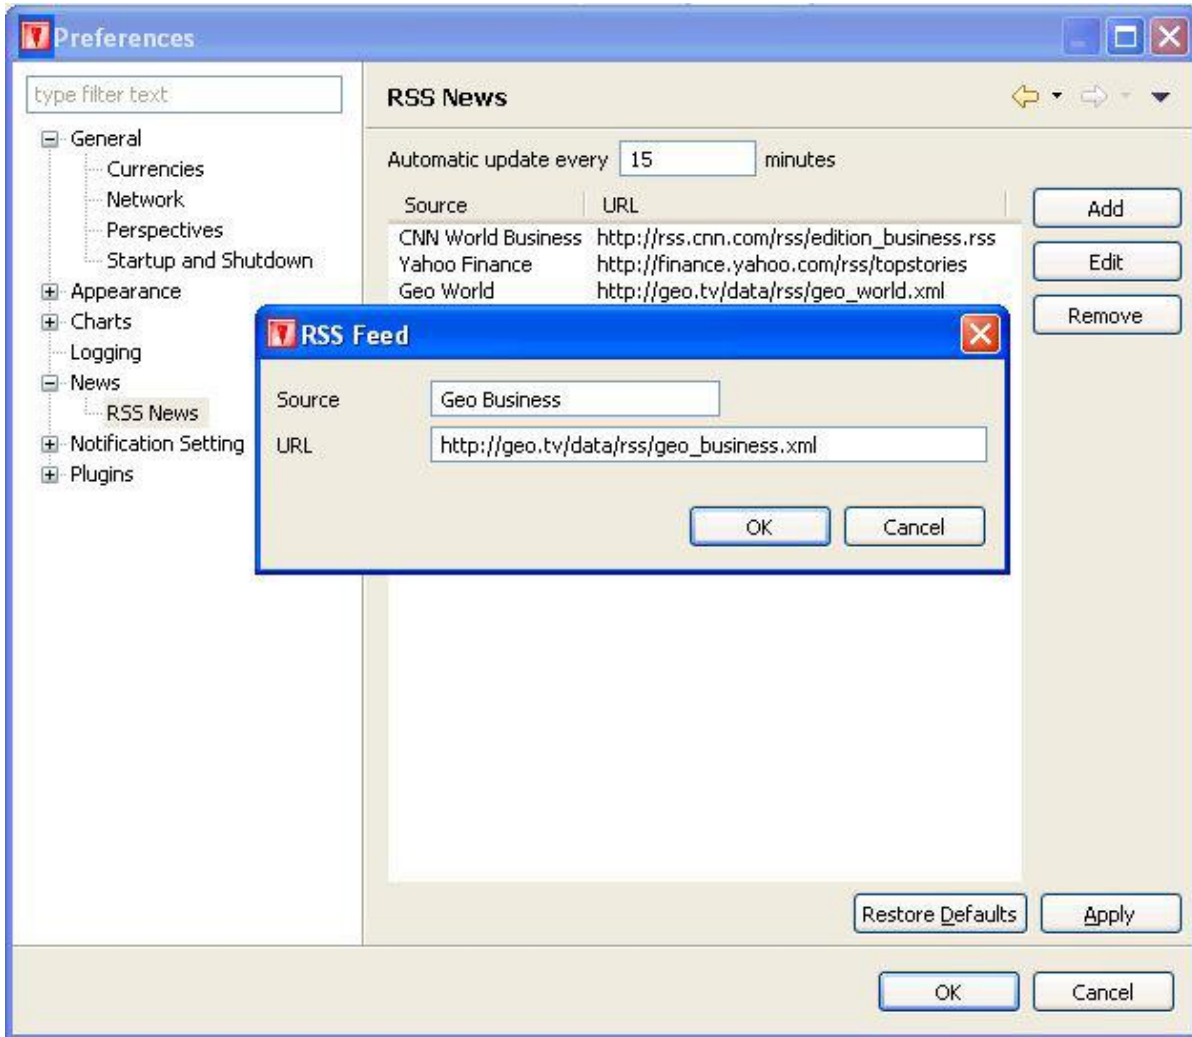 Preferences
type filter text
General
Currencies
Network
Perspectives
Startup and Shutdown
Appearance
Charts
Logging
News
RSS News
Notification Setting
Plugins
RSS News
Automatic update every 15 minutes
Source URL
CNN World Business http://rss.cnn.com/rss/edition_business.rss
Yahoo Finance http://finance.yahoo.com/rss/topstories
Geo World http://geo.tv/data/rss/geo_world.xml
Add
Edit
Remove
RSS Feed
Source Geo Business
URL http://geo.tv/data/rss/geo_business.xml
OK Cancel
Restore Defaults Apply
OK Cancel